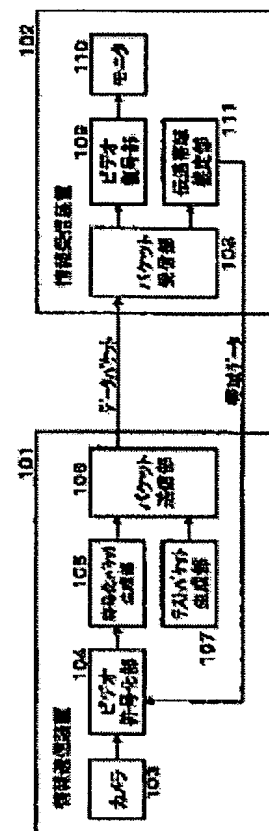 101
情報送信装置
103
カメラ
104
ビデオ
符号化部
105
符号化パケット
生成部
106
パケット
送信部
107
テストパケット
生成部
データパケット
帯域データ
102
情報受信装置
パケット
受信部
109
ビデオ
復号部
110
モニタ
111
伝送帯域
推定部